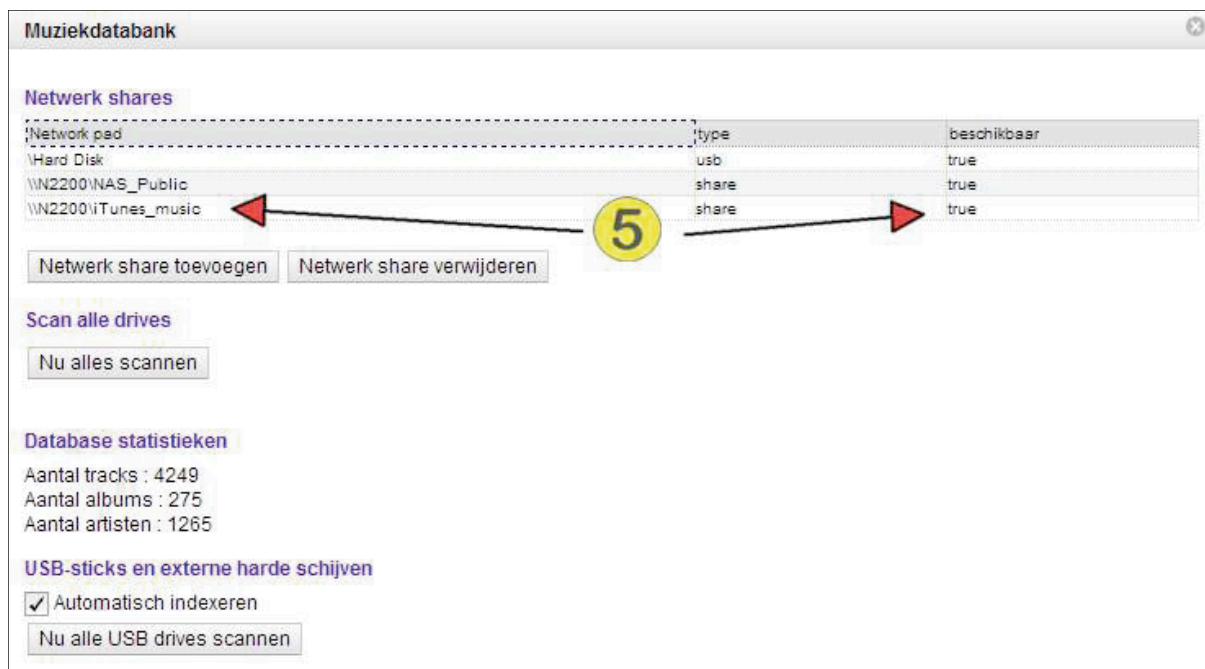 Muziekdatabank
Netwerk shares
Network pad type beschikbaar
\Hard Disk usb true
\\N2200\NAS_Public share true
\\N2200\iTunes_music share true
5
Netwerk share toevoegen Netwerk share verwijderen
Scan alle drives
Nu alles scannen
Database statistieken
Aantal tracks : 4249
Aantal albums : 275
Aantal artisten : 1265
USB-sticks en externe harde schijven
Automatisch indexeren
Nu alle USB drives scannen